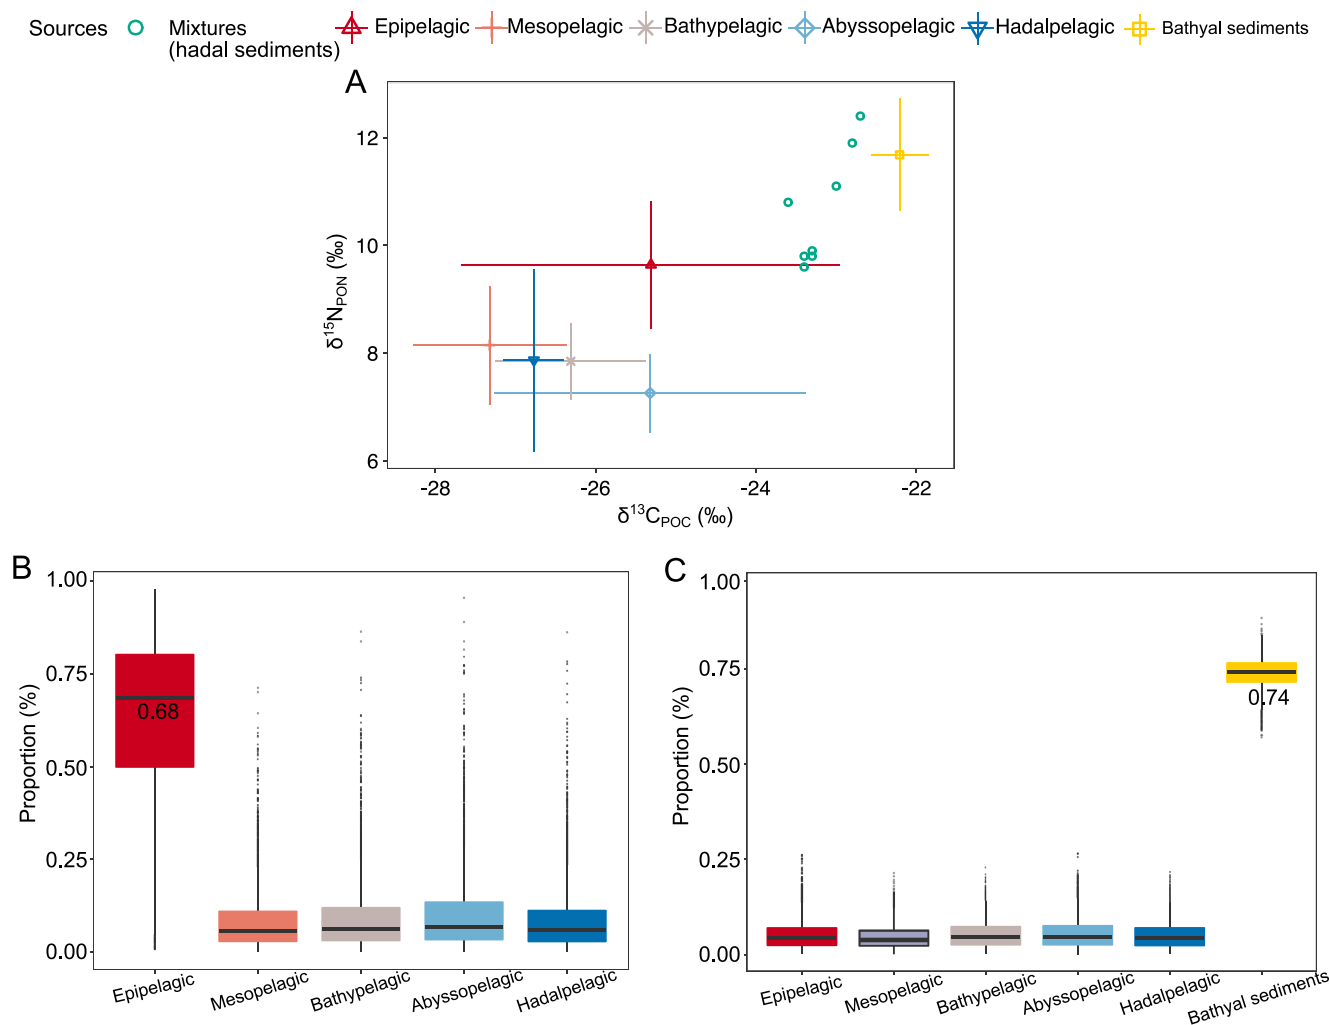 Sources Mixtures Epipelagic Mesopelagic Bathypelagic Abyssopelagic Hadalpelagic Bathyal sediments
(hadal sediments)
A
12
10
8
6
δ¹⁵N_PON (‰)
-28 -26 -24 -22
δ¹³C_POC (‰)
B
1.00
0.75
0.50
0.25
0.00
Proportion (%)
0.68
Epipelagic Mesopelagic Bathypelagic Abyssopelagic Hadalpelagic
C
1.00
0.75
0.50
0.25
0.00
Proportion (%)
0.74
Epipelagic Mesopelagic Bathypelagic Abyssopelagic Hadalpelagic Bathyal sediments